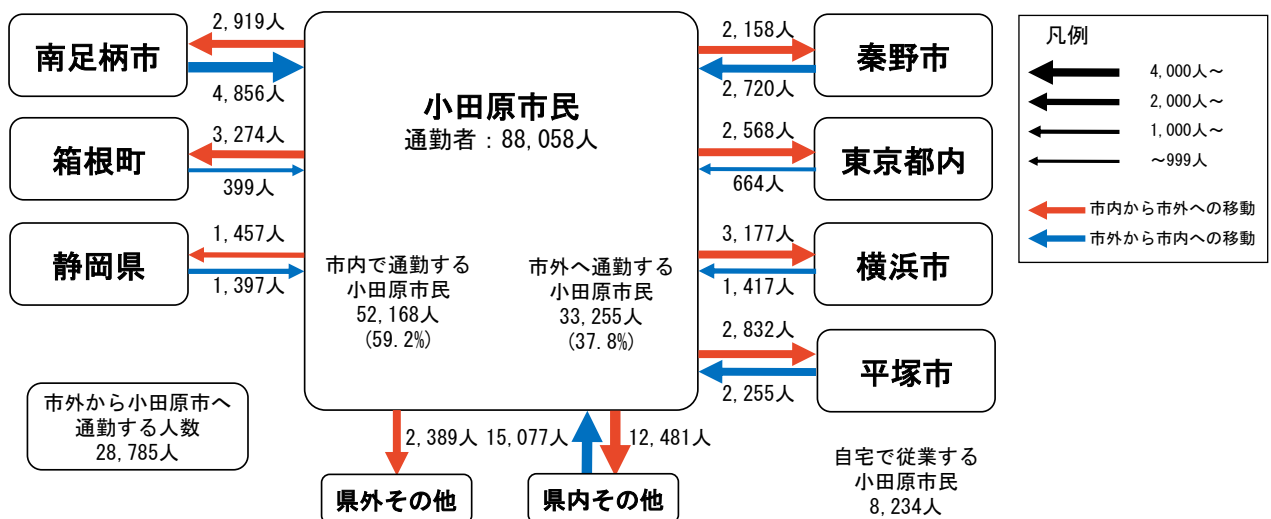 2,919人
南足柄市
4,856人
3,274人
箱根町
399人
1,457人
静岡県
1,397人
小田原市民
通勤者：88,058人
市内で通勤する
小田原市民
52,168人
(59.2%)
市外へ通勤する
小田原市民
33,255人
(37.8%)
2,158人
秦野市
2,720人
2,568人
東京都内
664人
3,177人
横浜市
1,417人
2,832人
平塚市
2,255人
凡例
4,000人～
2,000人～
1,000人～
～999人
市内から市外への移動
市外から市内への移動
市外から小田原市へ
通勤する人数
28,785人
2,389人
15,077人
12,481人
県外その他
県内その他
自宅で従業する
小田原市民
8,234人